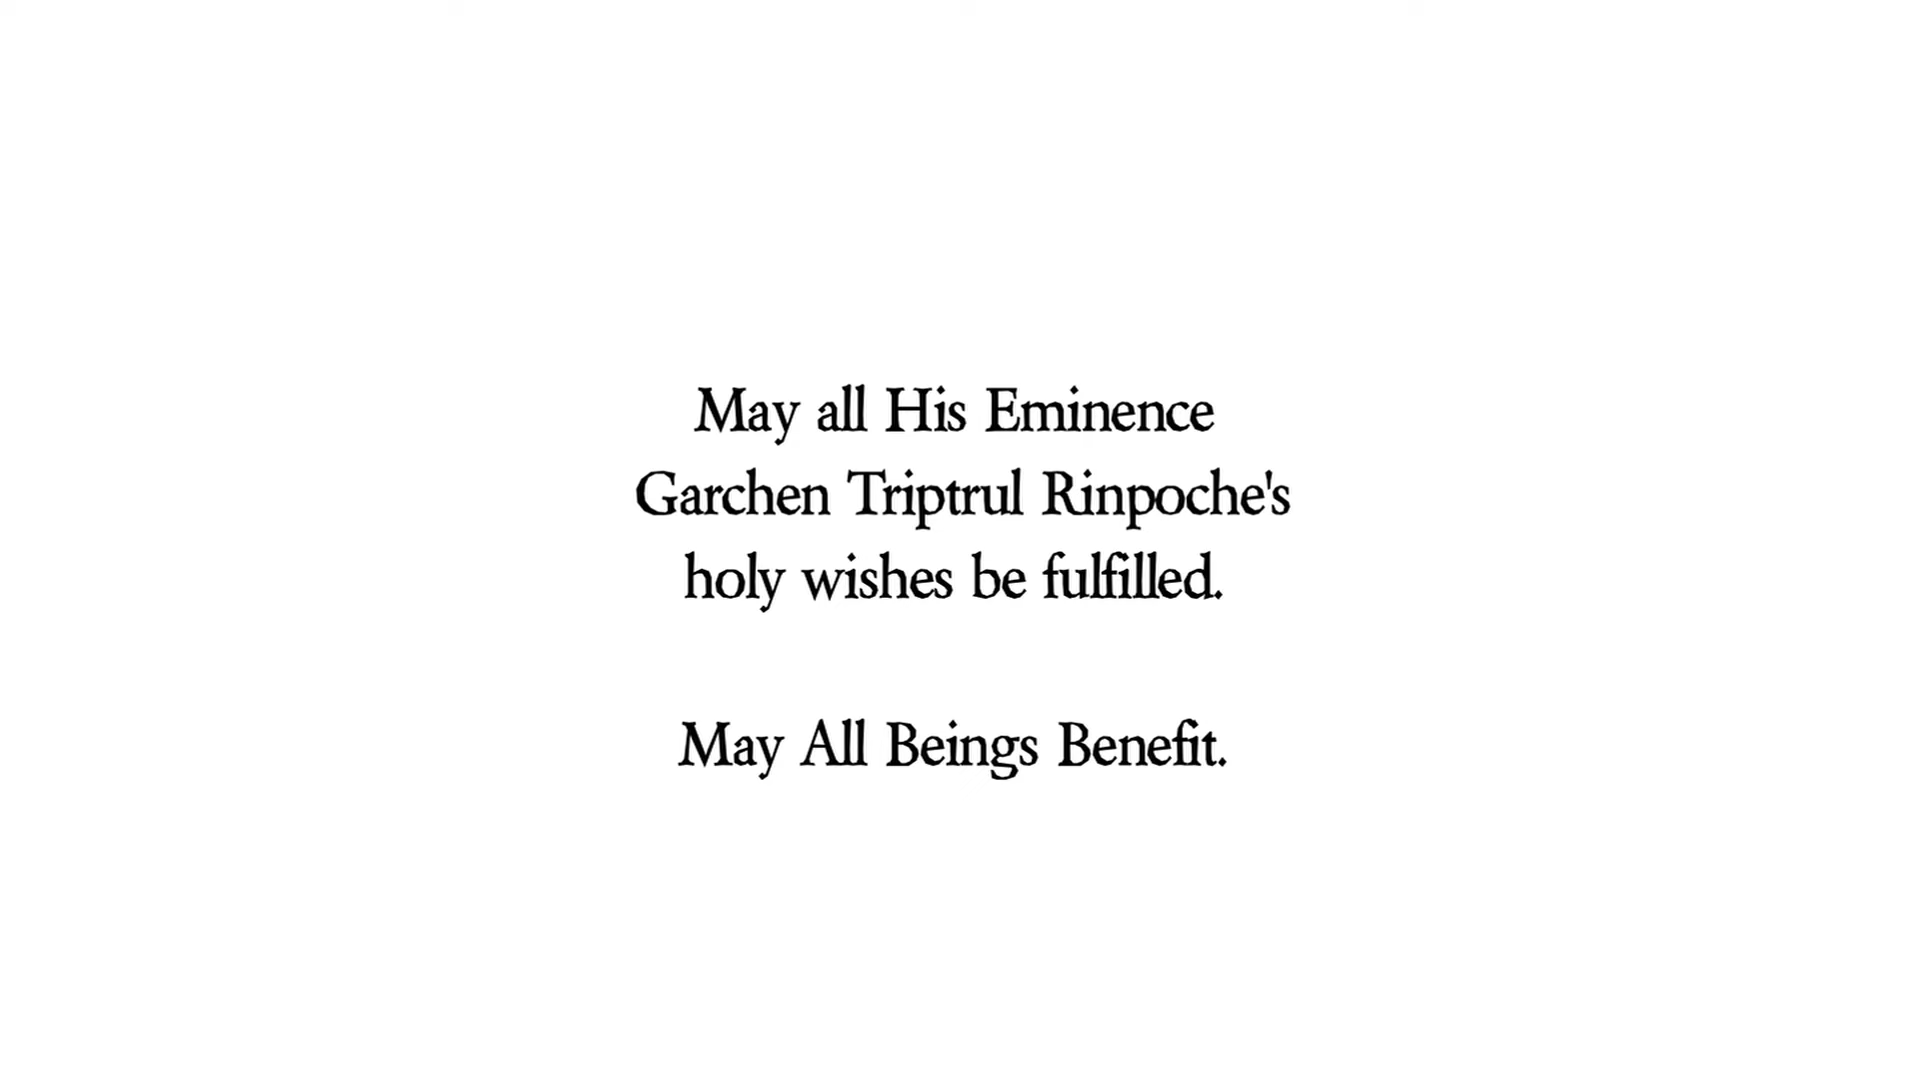 May all His Eminence
Garchen Triptrul Rinpoche's
holy wishes be fulfilled.
May All Beings Benefit.